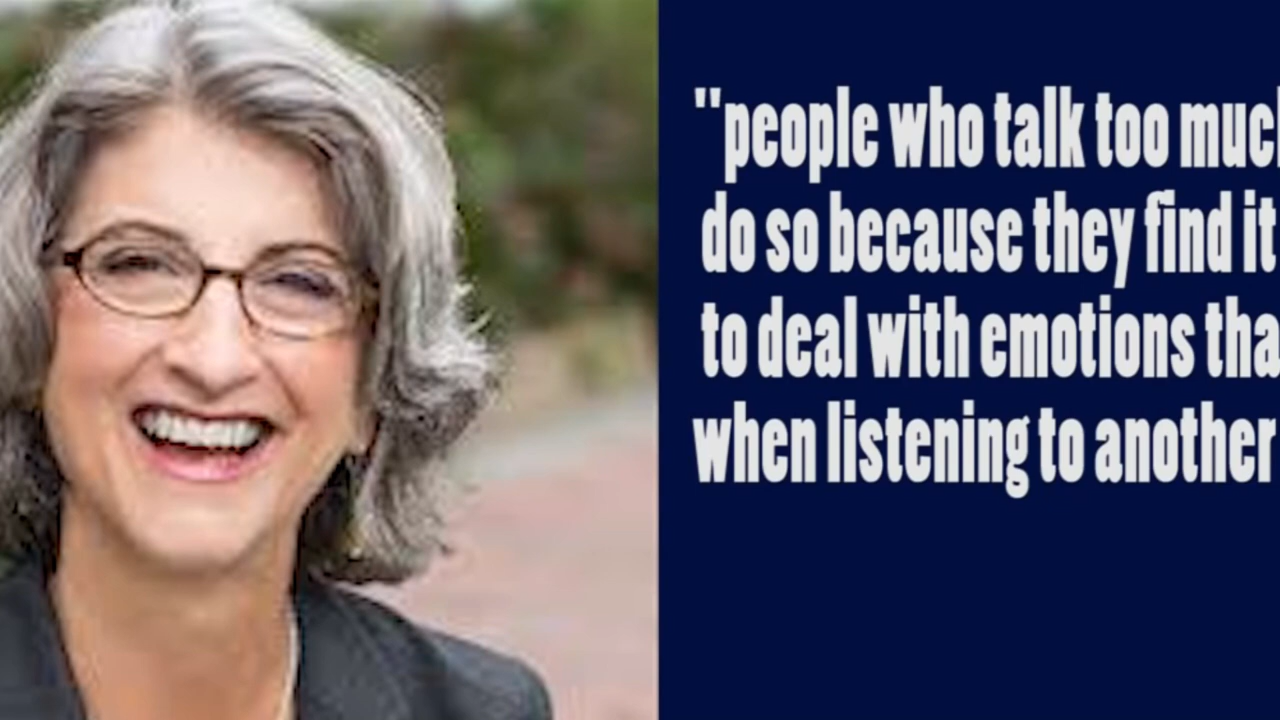 "people who talk too much
do so because they find it
to deal with emotions tha
when listening to another